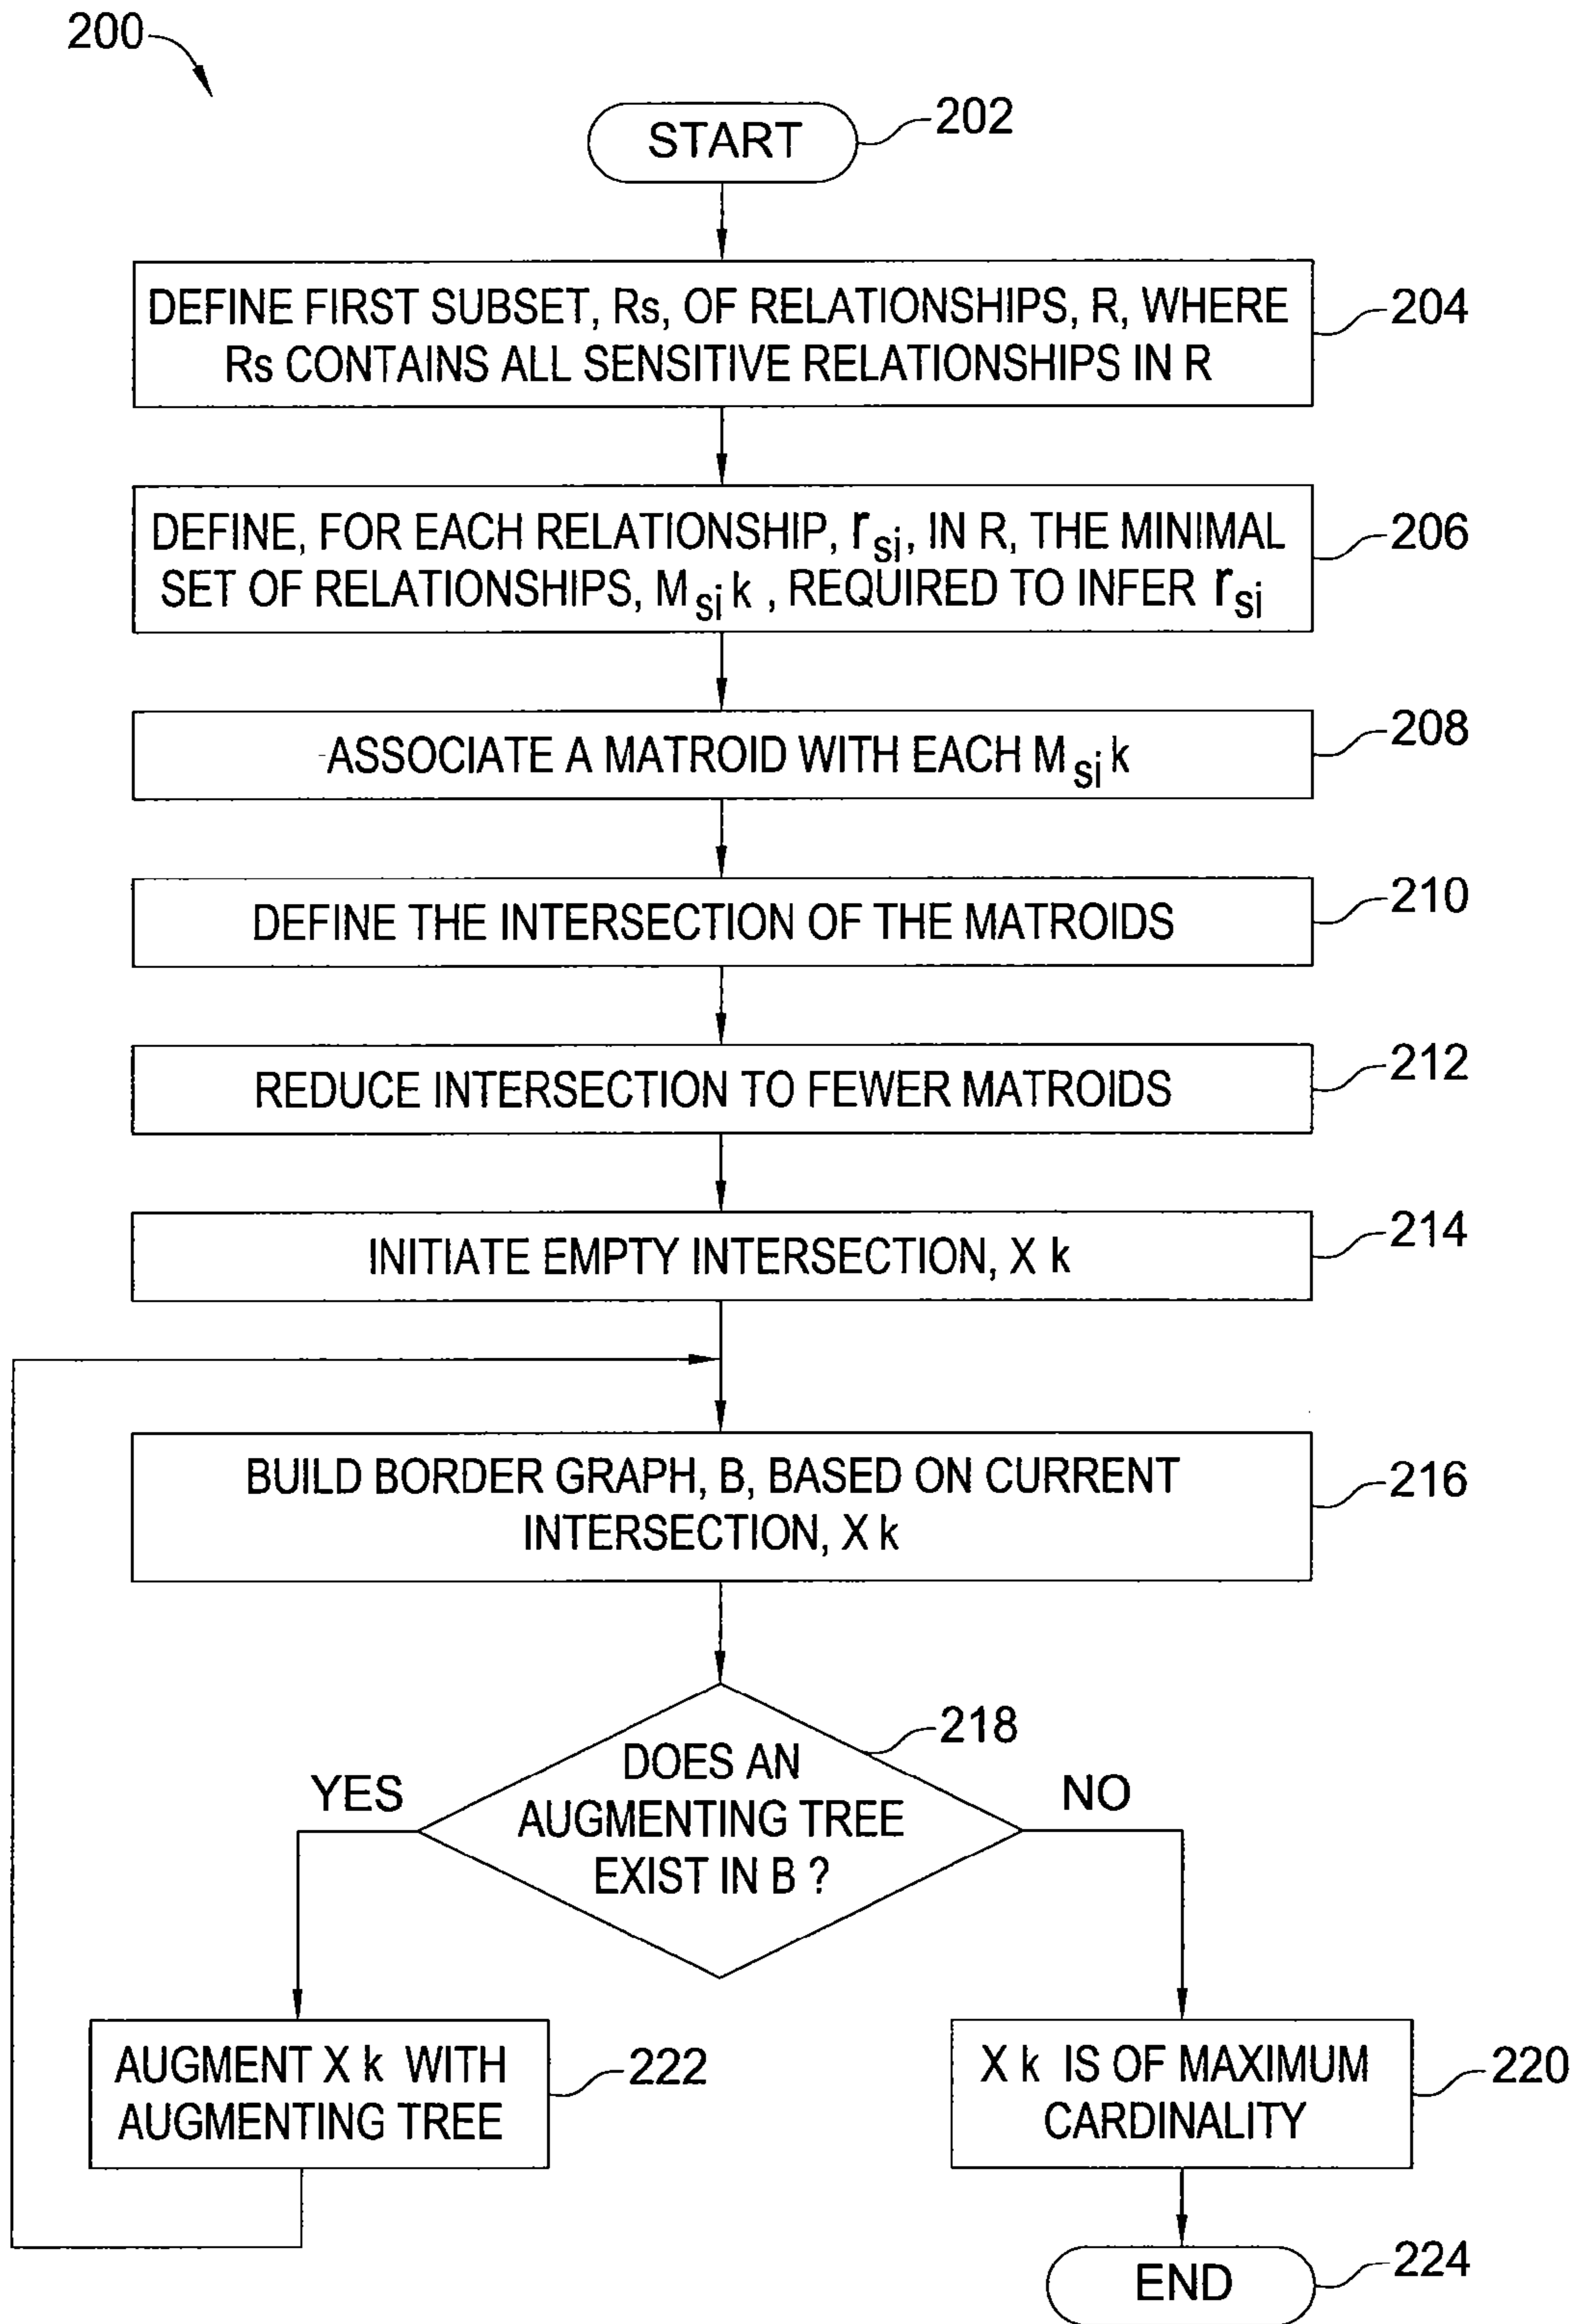 200
START
202
DEFINE FIRST SUBSET, Rs, OF RELATIONSHIPS, R, WHERE
Rs CONTAINS ALL SENSITIVE RELATIONSHIPS IN R
204
DEFINE, FOR EACH RELATIONSHIP, rsi, IN R, THE MINIMAL
SET OF RELATIONSHIPS, Msi k , REQUIRED TO INFER rsi
206
ASSOCIATE A MATROID WITH EACH Msi k
208
DEFINE THE INTERSECTION OF THE MATROIDS
210
REDUCE INTERSECTION TO FEWER MATROIDS
212
INITIATE EMPTY INTERSECTION, X k
214
BUILD BORDER GRAPH, B, BASED ON CURRENT
INTERSECTION, X k
216
DOES AN
AUGMENTING TREE
EXIST IN B ?
218
YES
NO
AUGMENT X k WITH
AUGMENTING TREE
222
X k IS OF MAXIMUM
CARDINALITY
220
END
224